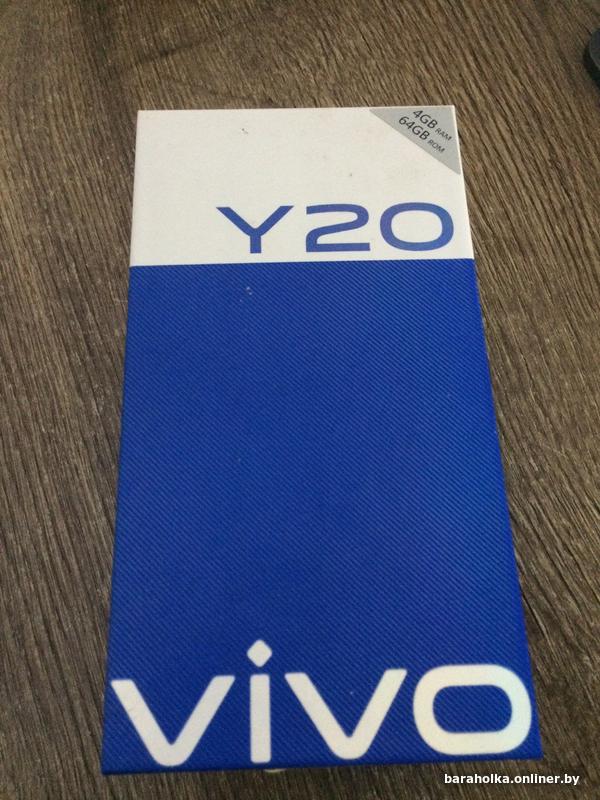 4GB RAM
64GB ROM
Y20
vivo
baraholka.onliner.by